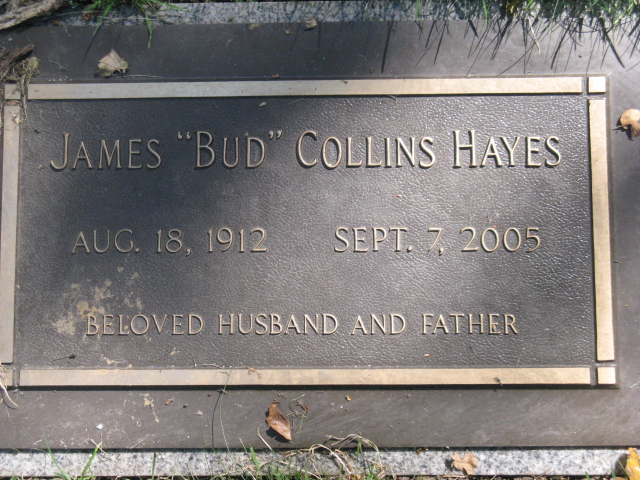 JAMES “BUD” COLLINS HAYES
AUG. 18, 1912 SEPT. 7, 2005
BELOVED HUSBAND AND FATHER